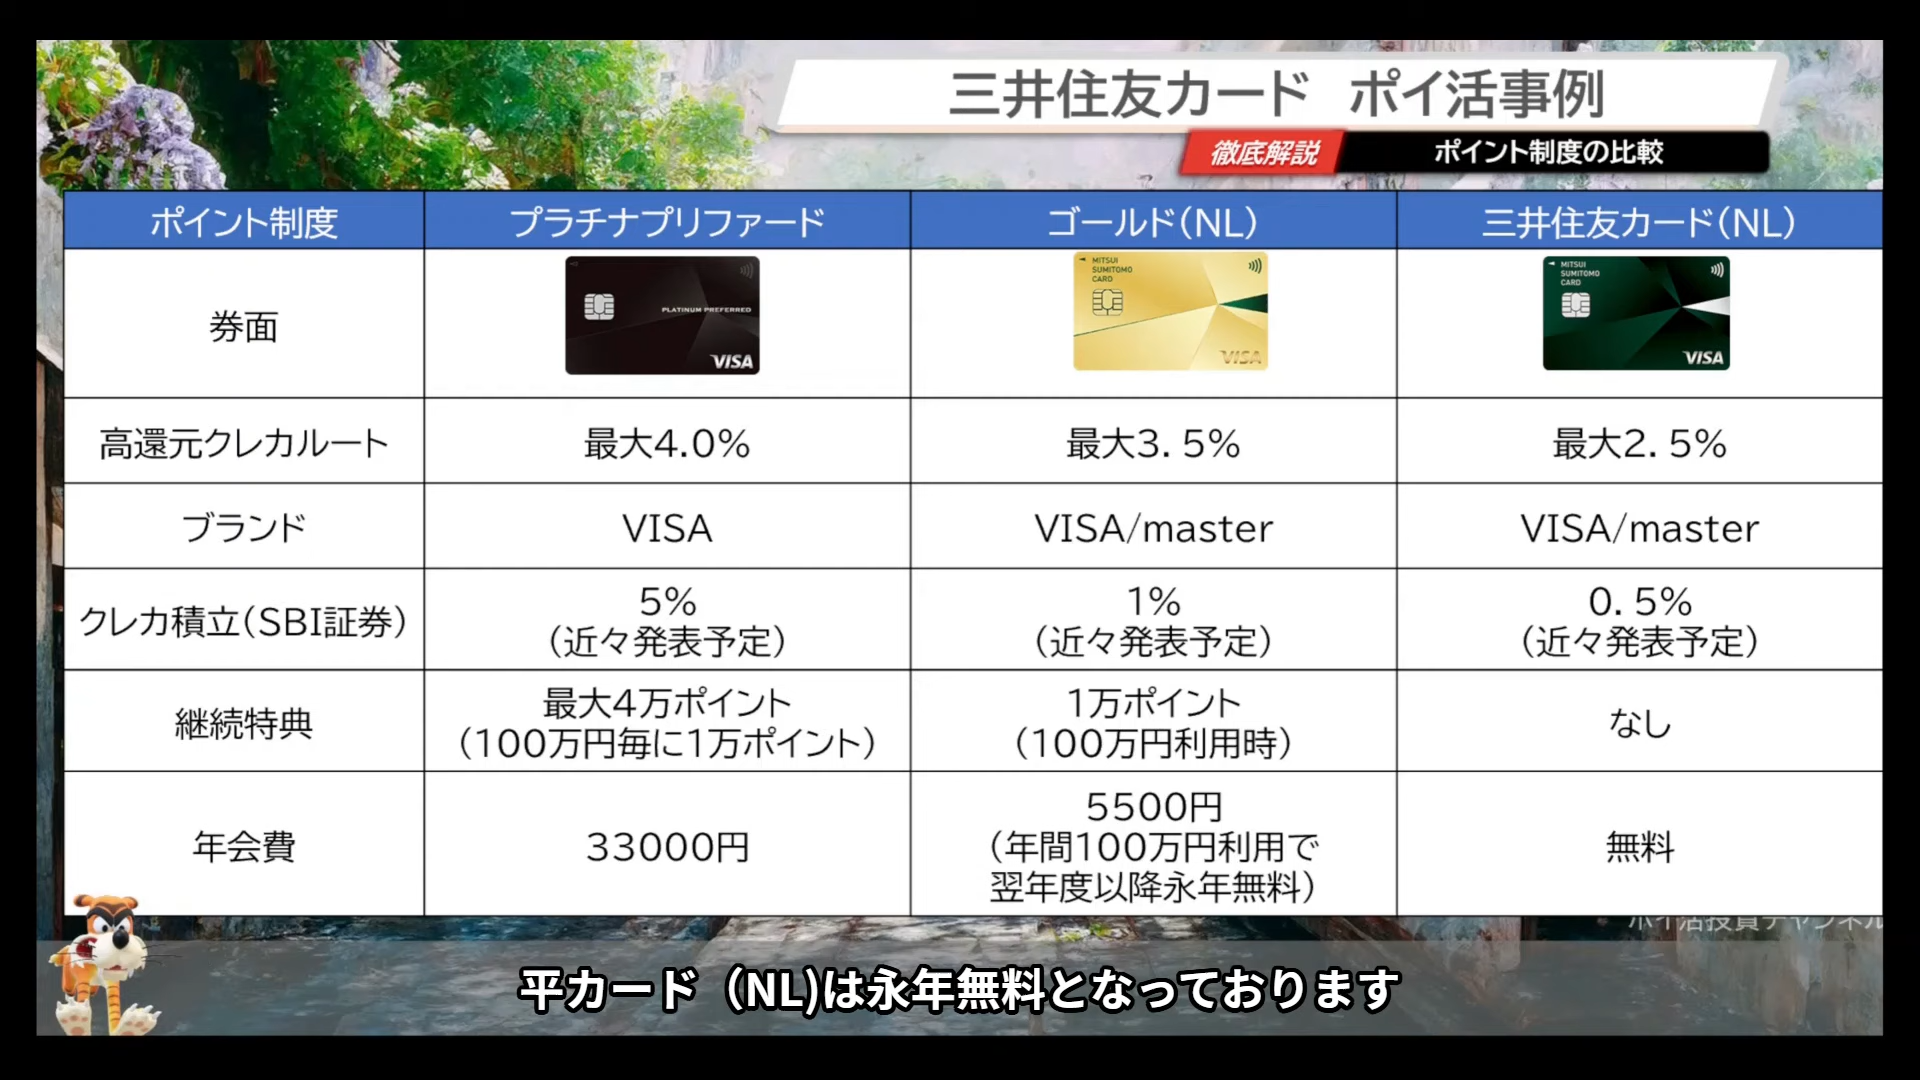 三井住友カード ポイ活事例
徹底解説 ポイント制度の比較
ポイント制度 プラチナプリファード ゴールド(NL) 三井住友カード(NL)
券面
PLATINUM PREFERRED
VISA
MITSUI
SUMITOMO
CARD
VISA
MITSUI
SUMITOMO
CARD
VISA
高還元クレカルート 最大4.0% 最大3.5% 最大2.5%
ブランド VISA VISA/master VISA/master
クレカ積立(SBI証券)
5%
(近々発表予定)
1%
(近々発表予定)
0.5%
(近々発表予定)
継続特典
最大4万ポイント
(100万円毎に1万ポイント)
1万ポイント
(100万円利用時)
なし
年会費
33000円
5500円
(年間100万円利用で
翌年度以降永年無料)
無料
ポイ活投資チャンネル
平カード(NL)は永年無料となっております